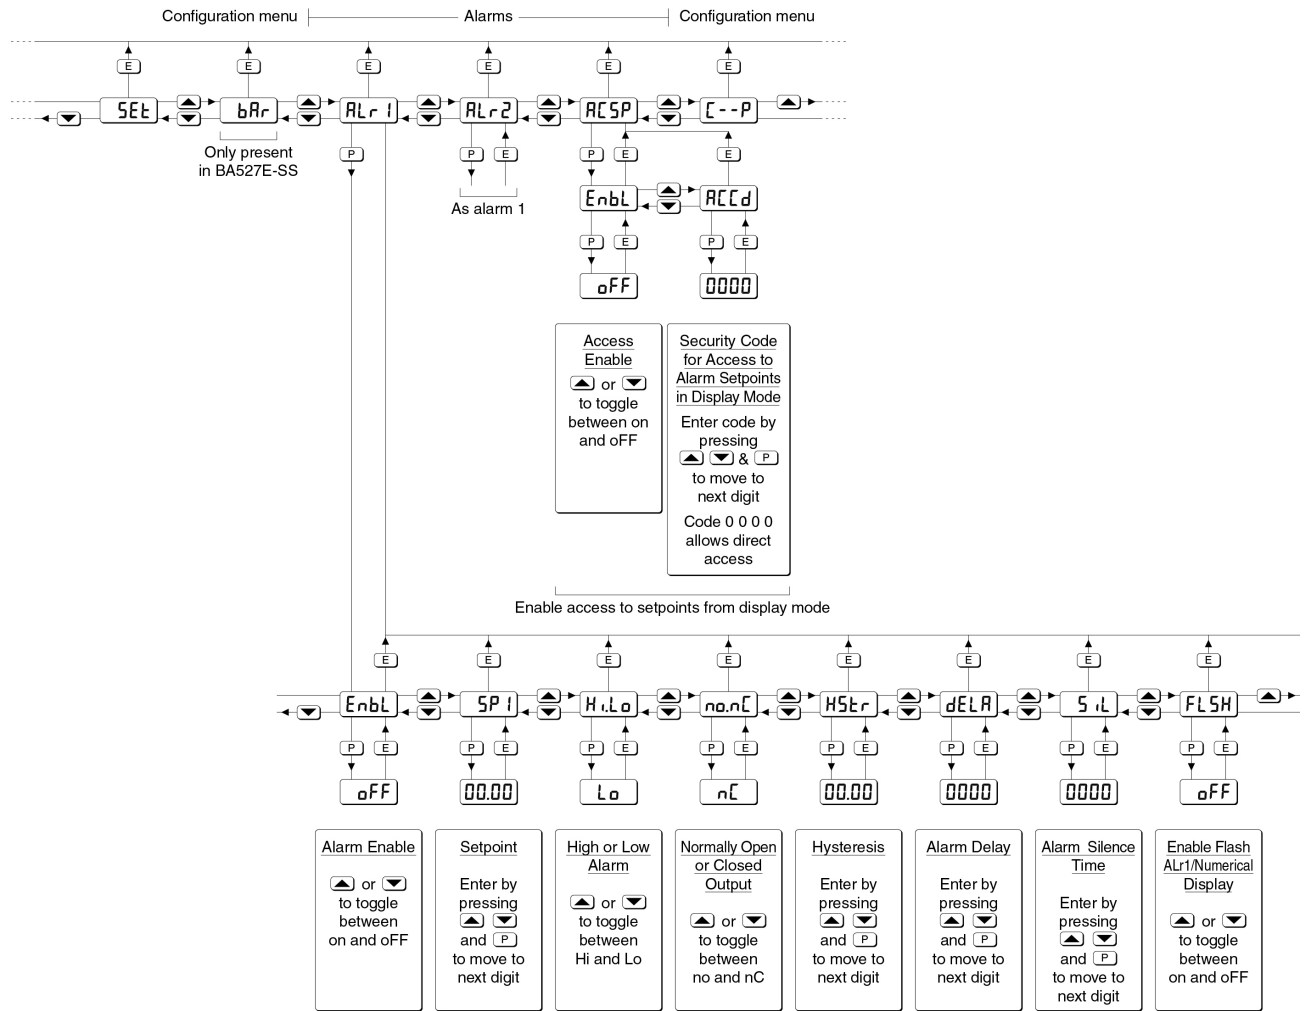 Configuration menu
Alarms
Configuration menu
E E E E E E
SEt bAr ALr1 ALr2 ACSP C--P
Only present
in BA527E-SS
P P E P E E
As alarm 1
EnbL ACCd
P E P E
oFF 0000
Access
Enable
or
to toggle
between on
and oFF
Security Code
for Access to
Alarm Setpoints
in Display Mode
Enter code by
pressing
& P
to move to
next digit
Code 0 0 0 0
allows direct
access
Enable access to setpoints from display mode
E E E E E E E E
EnbL SP1 Hi.Lo no.nC HStr dELA SiL FLSH
P E P E P E P E P E P E P E P E
oFF 00.00 Lo nC 00.00 0000 0000 oFF
Alarm Enable
or
to toggle
between
on and oFF
Setpoint
Enter by
pressing
and P
to move to
next digit
High or Low
Alarm
or
to toggle
between
Hi and Lo
Normally Open
or Closed
Output
or
to toggle
between
no and nC
Hysteresis
Enter by
pressing
and P
to move to
next digit
Alarm Delay
Enter by
pressing
and P
to move to
next digit
Alarm Silence
Time
Enter by
pressing
and P
to move to
next digit
Enable Flash
ALr1/Numerical
Display
or
to toggle
between
on and oFF